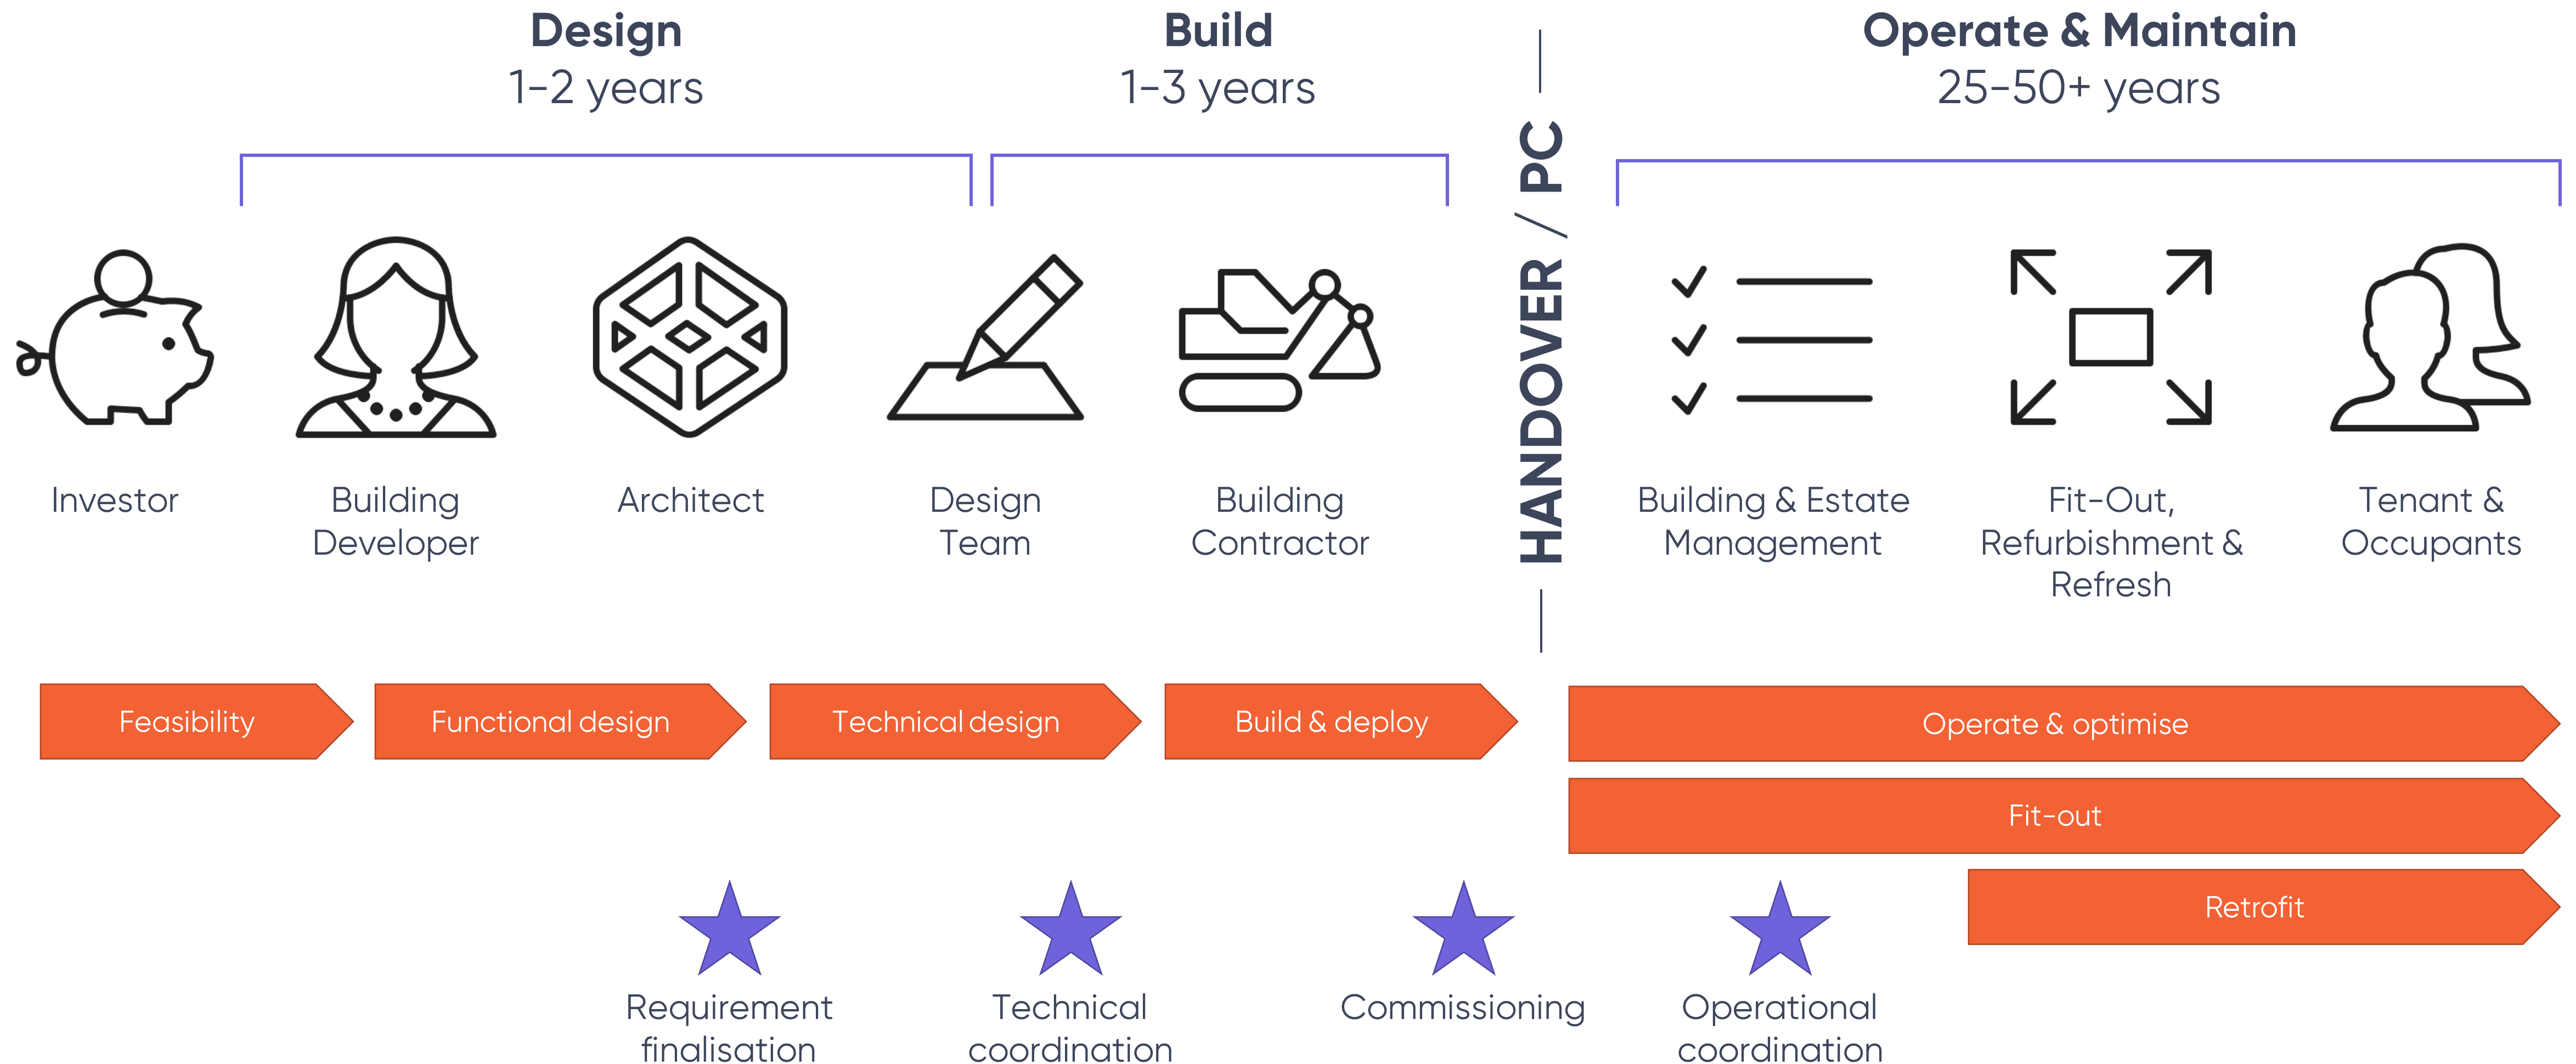 Design
1-2 years
Build
1-3 years
Operate & Maintain
25-50+ years
HANDOVER / PC
Investor
Building
Developer
Architect
Design
Team
Building
Contractor
Building & Estate
Management
Fit-Out,
Refurbishment &
Refresh
Tenant &
Occupants
Feasibility
Functional design
Technical design
Build & deploy
Operate & optimise
Fit-out
Retrofit
Requirement
finalisation
Technical
coordination
Commissioning
Operational
coordination